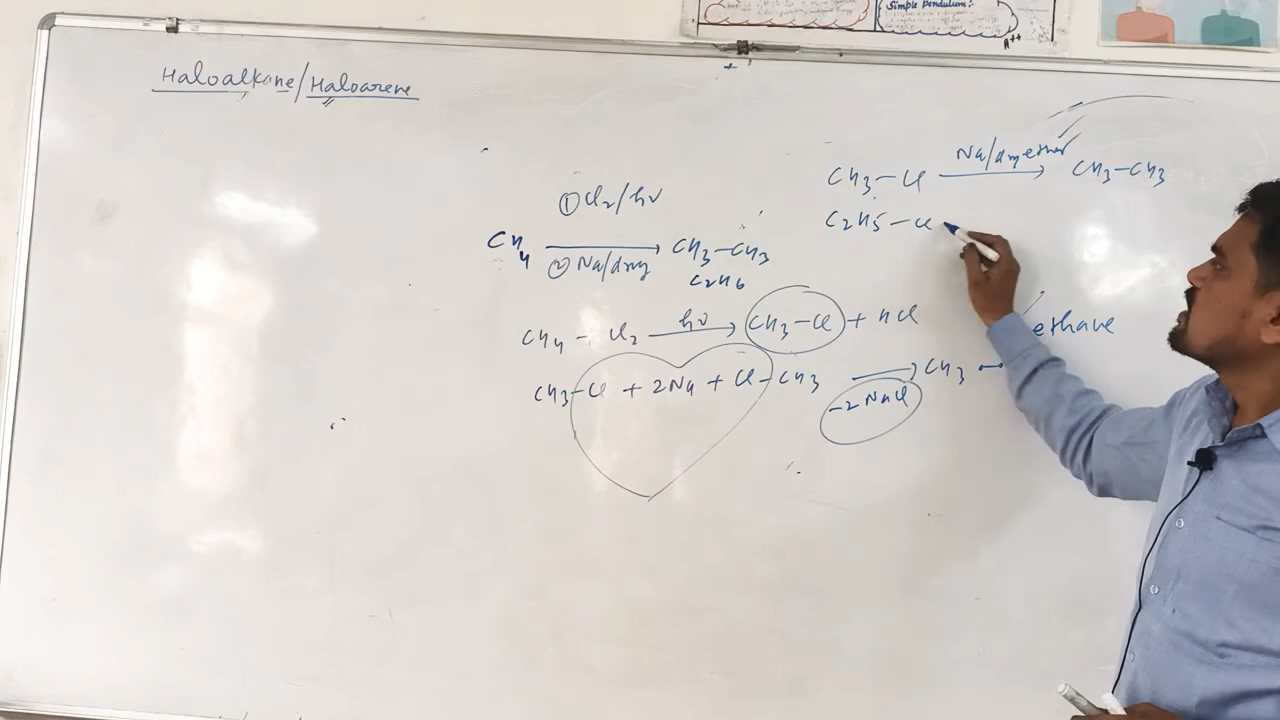 Simple Pendulum:-
A++
Haloalkane/Haloarene
CH3-Cl Na/dry ether → CH3-CH3
C2H5-Cl
① Cl2/hν
CH4 → CH3-CH3
② Na/dry
C2H6
CH4 - Cl2 hν → CH3-Cl + HCl
ethane
CH3-Cl + 2Na + Cl-CH3 → CH3 -
-2NaCl